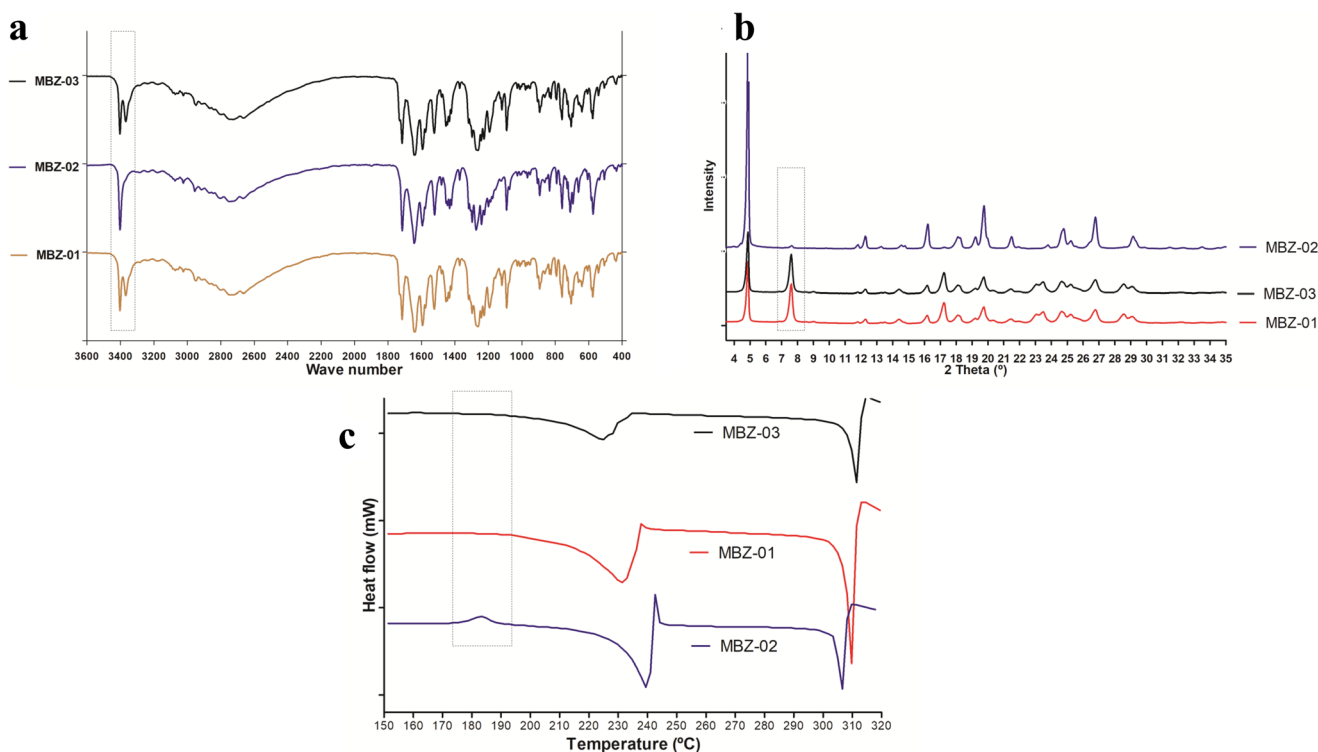 a
MBZ-03
MBZ-02
MBZ-01
3600 3400 3200 3000 2800 2600 2400 2200 2000 1800 1600 1400 1200 1000 800 600 400
Wave number
b
Intensity
MBZ-02
MBZ-03
MBZ-01
4 5 6 7 8 9 10 11 12 13 14 15 16 17 18 19 20 21 22 23 24 25 26 27 28 29 30 31 32 33 34 35
2 Theta (º)
c
Heat flow (mW)
MBZ-03
MBZ-01
MBZ-02
150 160 170 180 190 200 210 220 230 240 250 260 270 280 290 300 310 320
Temperature (ºC)